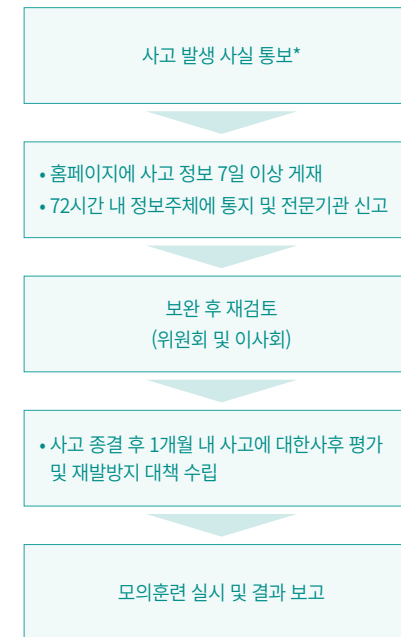 사고 발생 사실 통보*
• 홈페이지에 사고 정보 7일 이상 게재
• 72시간 내 정보주체에 통지 및 전문기관 신고
보완 후 재검토
(위원회 및 이사회)
• 사고 종결 후 1개월 내 사고에 대한사후 평가
및 재발방지 대책 수립
모의훈련 실시 및 결과 보고